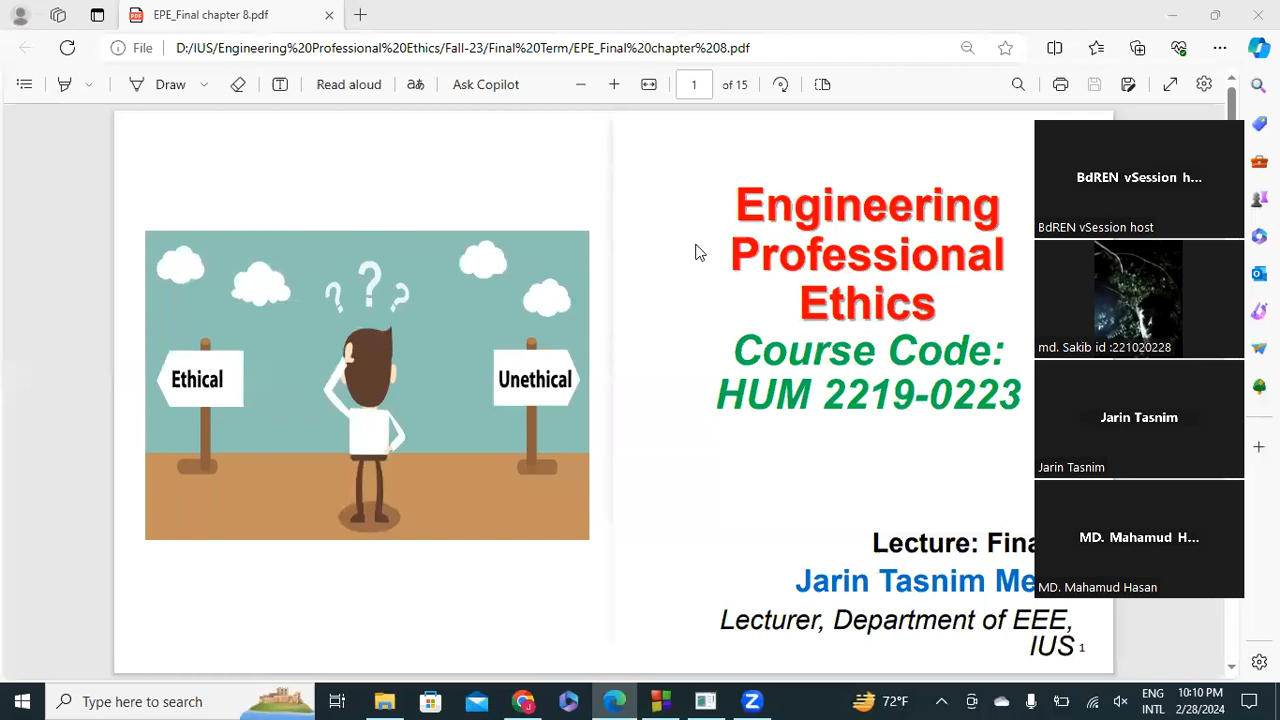 EPE_Final chapter 8.pdf
File
D:/IUS/Engineering%20Professional%20Ethics/Fall-23/Final%20Term/EPE_Final%20chapter%208.pdf
Draw
Read aloud
aあ
Ask Copilot
1
of 15
Engineering
Professional
Ethics
Course Code:
HUM 2219-0223
? ? ?
Ethical
Unethical
Lecture: Fina
Jarin Tasnim Me
Lecturer, Department of EEE,
IUS 1
BdREN vSession h...
BdREN vSession host
md. Sakib id :221020228
Jarin Tasnim
Jarin Tasnim
MD. Mahamud H...
MD. Mahamud Hasan
Type here to search
72°F
ENG
INTL
10:10 PM
2/28/2024